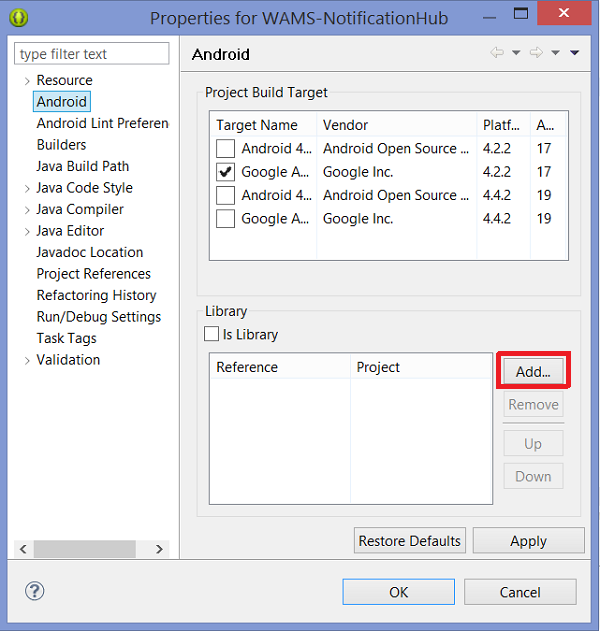 Properties for WAMS-NotificationHub
type filter text
Resource
Android
Android Lint Preferen
Builders
Java Build Path
Java Code Style
Java Compiler
Java Editor
Javadoc Location
Project References
Refactoring History
Run/Debug Settings
Task Tags
Validation
Android
Project Build Target
Target Name Vendor Platf... A...
Android 4... Android Open Source ... 4.2.2 17
Google A... Google Inc. 4.2.2 17
Android 4... Android Open Source ... 4.4.2 19
Google A... Google Inc. 4.4.2 19
Library
Is Library
Reference Project
Add...
Remove
Up
Down
Restore Defaults Apply
? OK Cancel